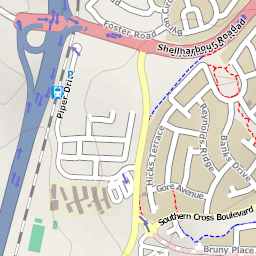 Foster Road
Shellharbour Road
Piper Drive
Hicks Terrace
Reynolds Ridge
Banks Drive
Gore Avenue
Southern Cross Boulevard
Bruny Place